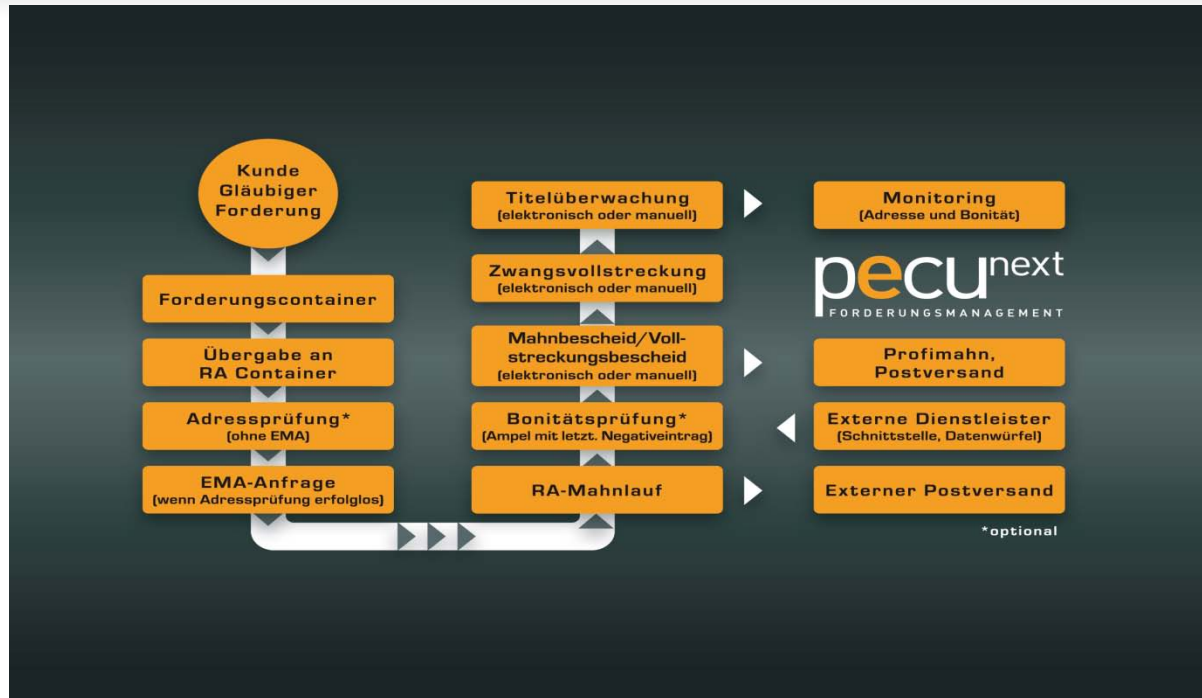 Kunde
Gläubiger
Forderung
Forderungscontainer
Übergabe an
RA Container
Adressprüfung*
(ohne EMA)
EMA-Anfrage
(wenn Adressprüfung erfolglos)
Titelüberwachung
(elektronisch oder manuell)
Zwangsvollstreckung
(elektronisch oder manuell)
Mahnbescheid/Voll-
streckungsbescheid
(elektronisch oder manuell)
Bonitätsprüfung*
(Ampel mit letzt. Negativeintrag)
RA-Mahnlauf
Monitoring
(Adresse und Bonität)
pecunext
FORDERUNGSMANAGEMENT
Profimahn,
Postversand
Externe Dienstleister
(Schnittstelle, Datenwürfel)
Externer Postversand
*optional